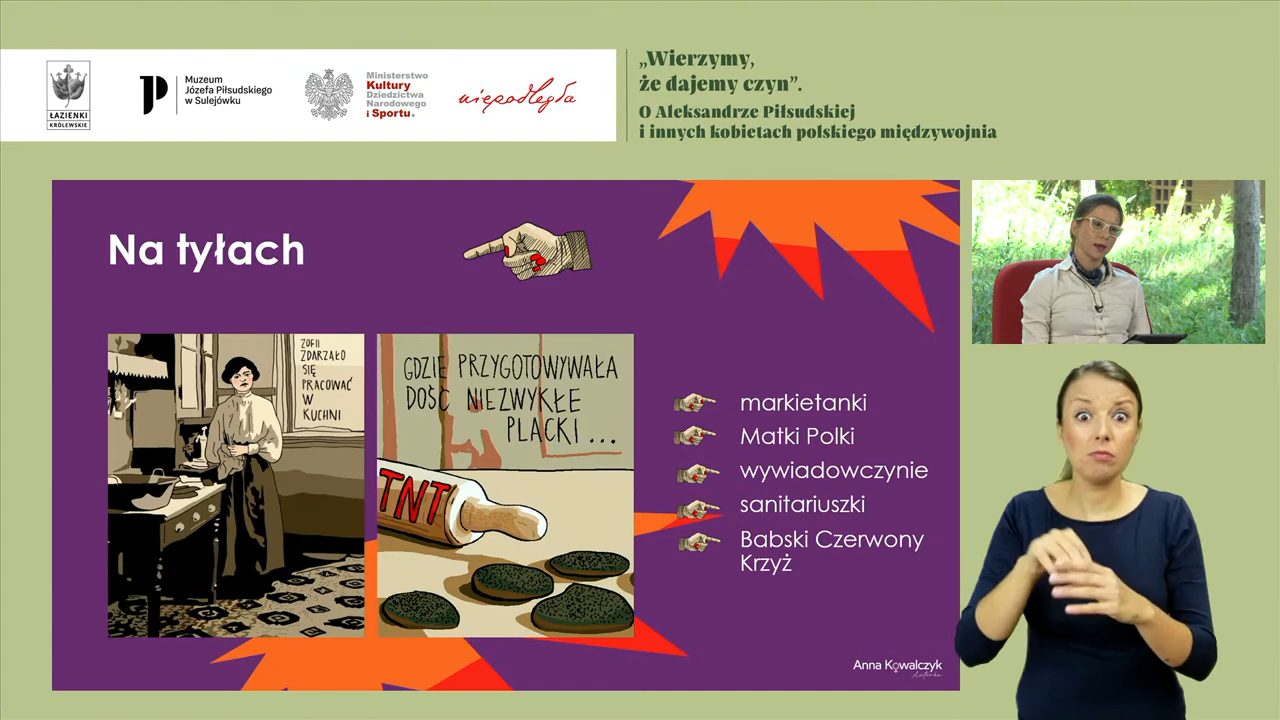 ŁAZIENKI
KRÓLEWSKIE
Muzeum
Józefa Piłsudskiego
w Sulejówku
Ministerstwo
Kultury
Dziedzictwa
Narodowego
i Sportu.
niepodległa
„Wierzymy,
że dajemy czyn”.
O Aleksandrze Piłsudskiej
i innych kobietach polskiego międzywojnia
Na tyłach
ZOFII
ZDARZAŁO
SIĘ
PRACOWAĆ
W
KUCHNI
GDZIE PRZYGOTOWYWAŁA
DOŚĆ NIEZWYKŁE
PLACKI...
TNT
markietanki
Matki Polki
wywiadowczynie
sanitariuszki
Babski Czerwony
Krzyż
Anna Kowalczyk
Autorka